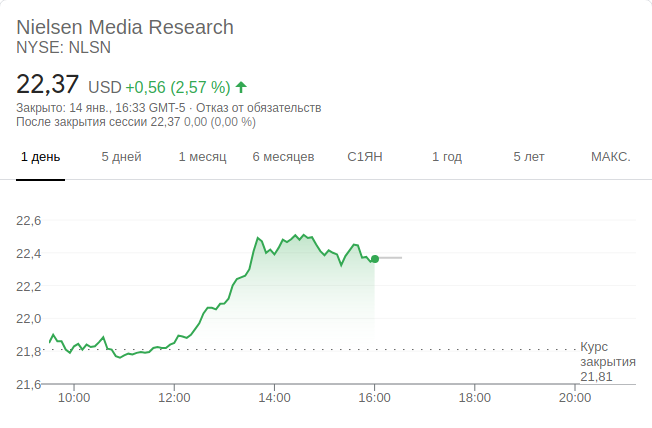 Nielsen Media Research
NYSE: NLSN
22,37 USD +0,56 (2,57 %)
Закрыто: 14 янв., 16:33 GMT-5 · Отказ от обязательств
После закрытия сессии 22,37 0,00 (0,00 %)
1 день 5 дней 1 месяц 6 месяцев С1ЯН 1 год 5 лет МАКС.
22,6
22,4
22,2
22,0
21,8
21,6
Курс
закрытия
21,81
10:00 12:00 14:00 16:00 18:00 20:00